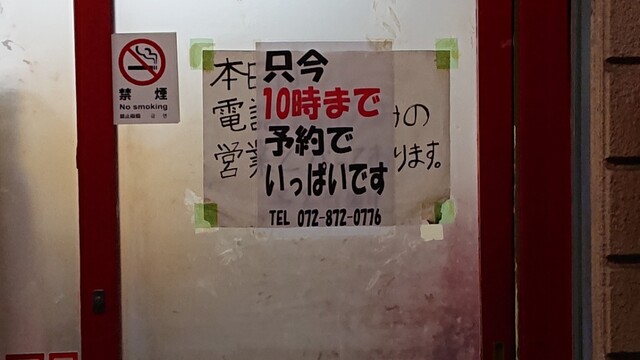 禁 煙
No smoking
只今
10時まで
予約で
いっぱいです
TEL 072-872-0776
本日
電話
営業
の
ります。